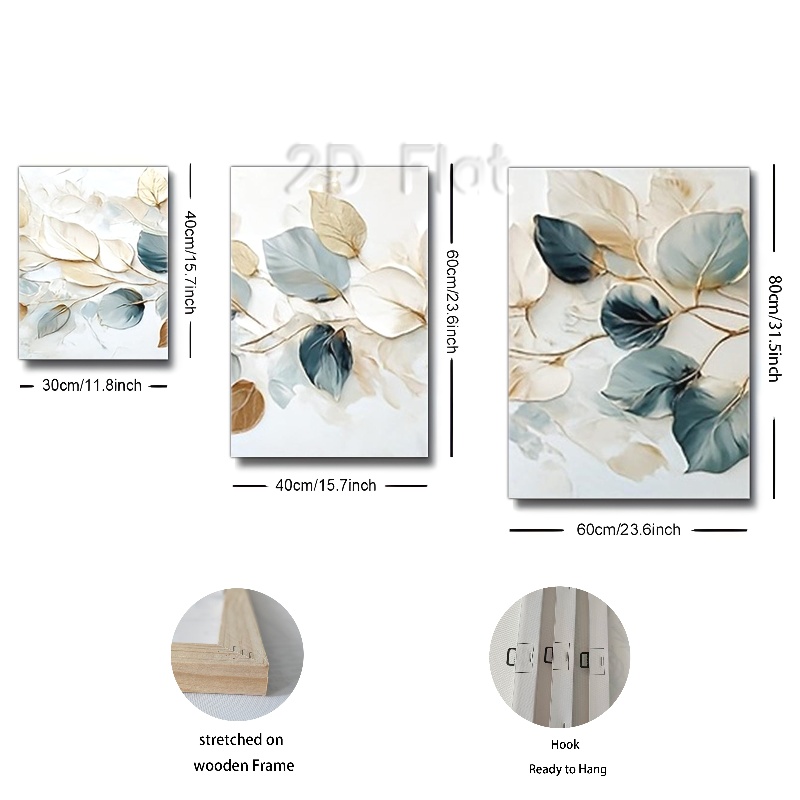 2D Flat
40cm/15.7inch
30cm/11.8inch
60cm/23.6inch
40cm/15.7inch
80cm/31.5inch
60cm/23.6inch
stretched on
wooden Frame
Hook
Ready to Hang